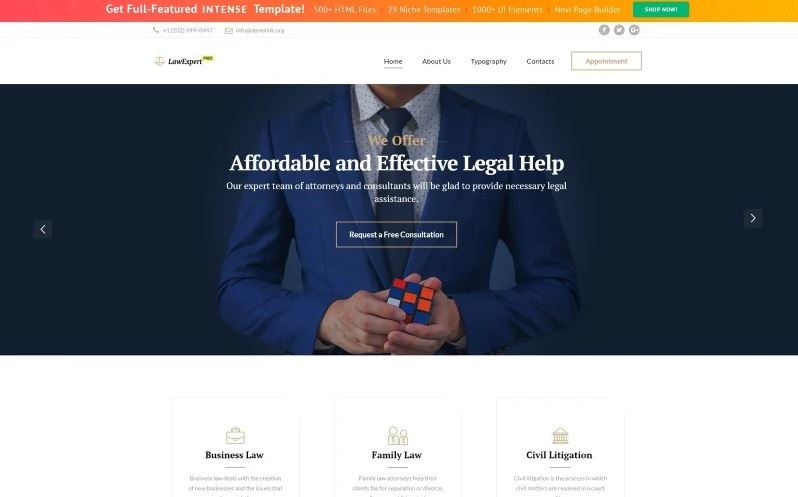 Get Full-Featured INTENSE Template! 500+ HTML Files | 29 Niche Templates | 1000+ UI Elements | Novi Page Builder SHOP NOW!
+1 (232) 349–8447 info@demolink.org
LawExpert FREE Home About Us Typography Contacts Appointment
We Offer
Affordable and Effective Legal Help
Our expert team of attorneys and consultants will be glad to provide necessary legal
assistance.
Request a Free Consultation
Business Law Family Law Civil Litigation
Business law deals with the creation Family law attorneys help their Civil litigation is the process in which
of new businesses and the issues that clients file for separation or divorce, civil matters are resolved in a court